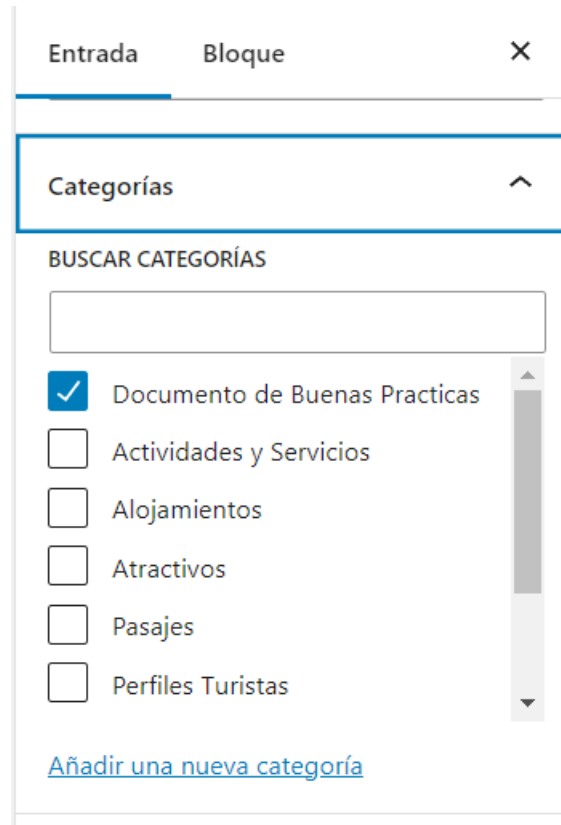 Entrada Bloque
Categorías
BUSCAR CATEGORÍAS
Documento de Buenas Practicas
Actividades y Servicios
Alojamientos
Atractivos
Pasajes
Perfiles Turistas
Añadir una nueva categoría